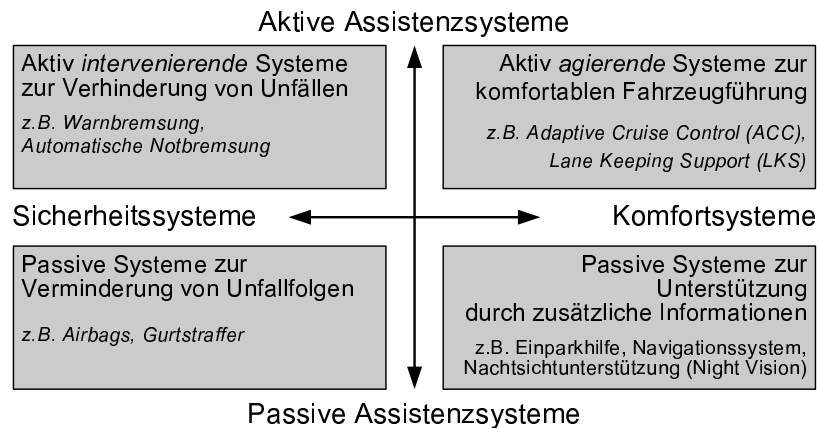 Aktive Assistenzsysteme
Aktiv intervenierende Systeme
zur Verhinderung von Unfällen
z.B. Warnbremsung,
Automatische Notbremsung
Aktiv agierende Systeme zur
komfortablen Fahrzeugführung
z.B. Adaptive Cruise Control (ACC),
Lane Keeping Support (LKS)
Sicherheitssysteme
Komfortsysteme
Passive Systeme zur
Verminderung von Unfallfolgen
z.B. Airbags, Gurtstraffer
Passive Systeme zur
Unterstützung
durch zusätzliche Informationen
z.B. Einparkhilfe, Navigationssystem,
Nachtsichtunterstützung (Night Vision)
Passive Assistenzsysteme